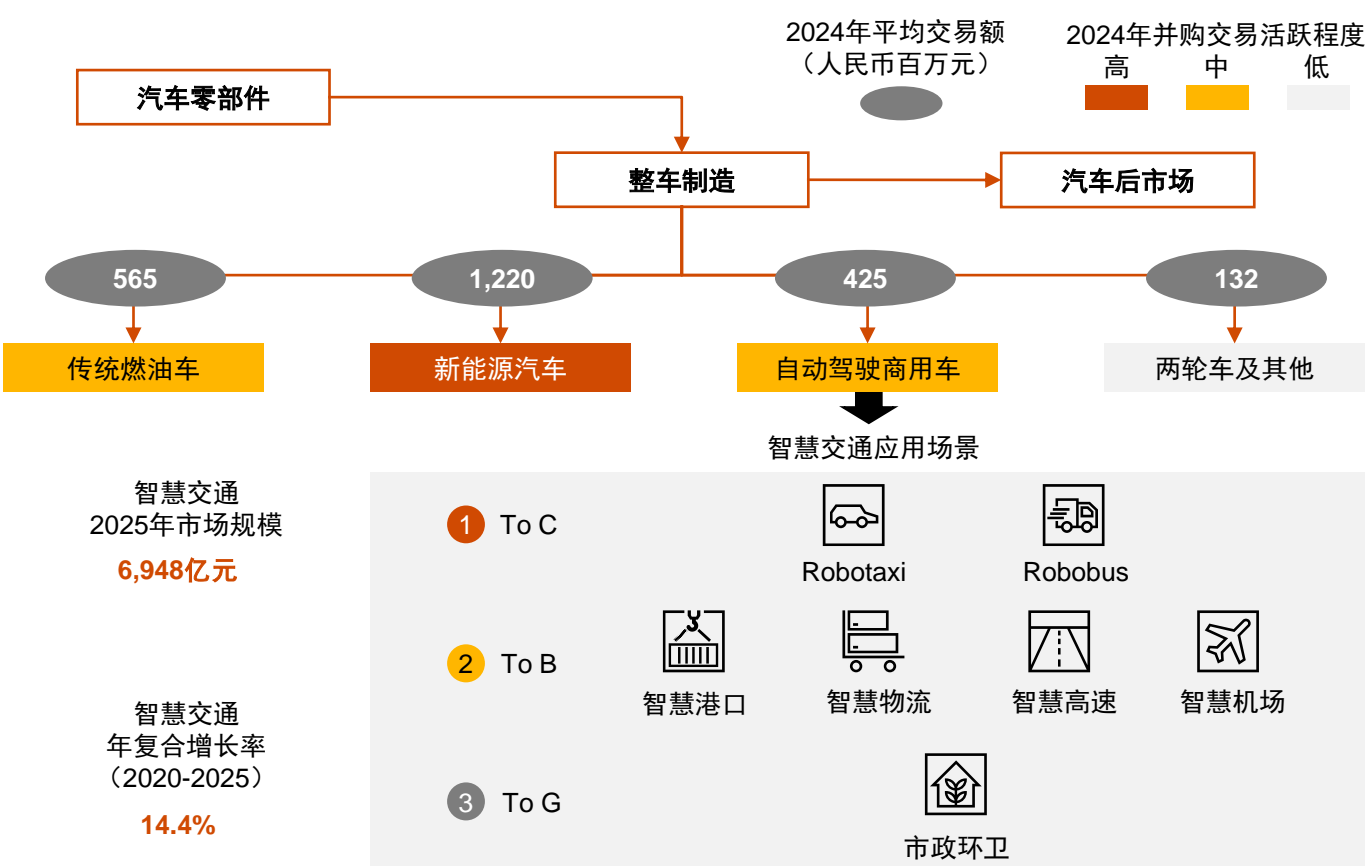 2024年平均交易额
（人民币百万元）
2024年并购交易活跃程度
高 中 低
汽车零部件
整车制造
汽车后市场
565
1,220
425
132
传统燃油车
新能源汽车
自动驾驶商用车
两轮车及其他
智慧交通应用场景
智慧交通
2025年市场规模
6,948亿元
智慧交通
年复合增长率
（2020-2025）
14.4%
1 To C
Robotaxi
Robobus
2 To B
智慧港口
智慧物流
智慧高速
智慧机场
3 To G
市政环卫